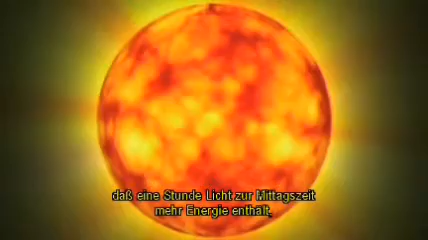 daß eine Stunde Licht zur Mittagszeit
mehr Energie enthält,